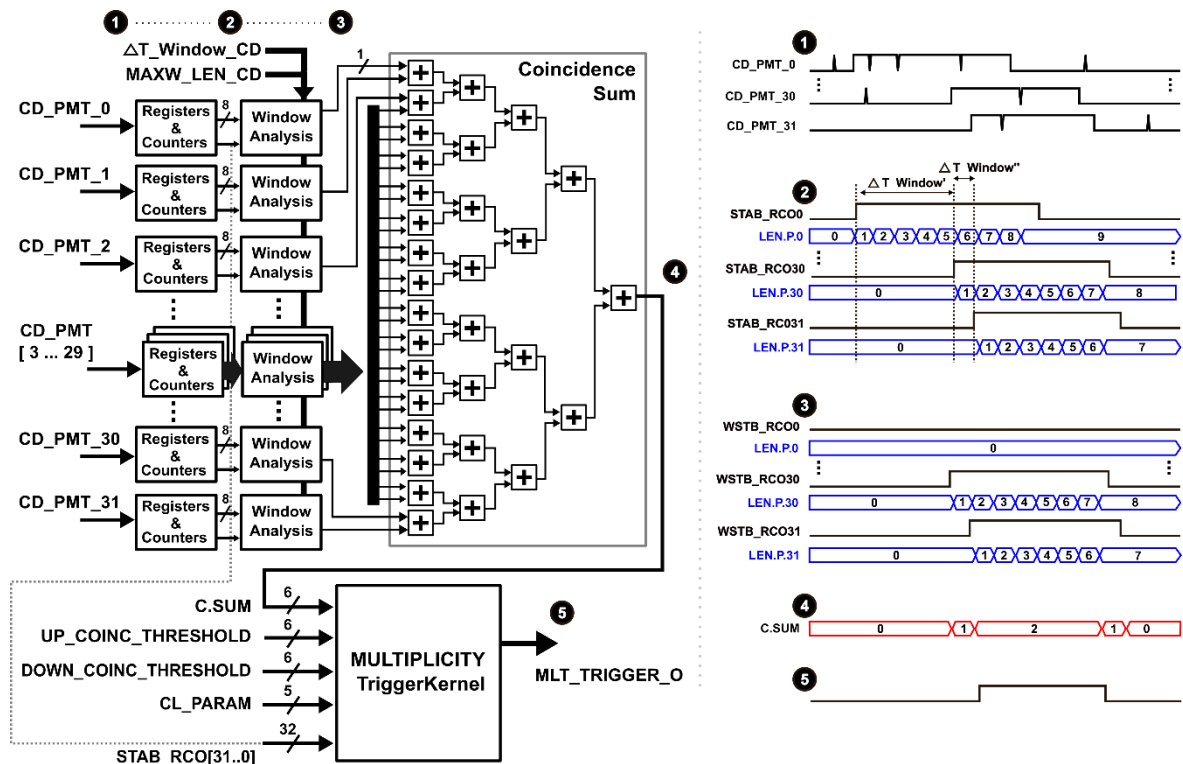 1 2 3
△T_Window_CD
MAXW_LEN_CD
CD_PMT_0
Registers & Counters
8
Window Analysis
1
Coincidence Sum
CD_PMT_1
Registers & Counters
8
Window Analysis
CD_PMT_2
Registers & Counters
8
Window Analysis
CD_PMT
[ 3 ... 29 ]
Registers & Counters
Window Analysis
CD_PMT_30
Registers & Counters
8
Window Analysis
CD_PMT_31
Registers & Counters
8
Window Analysis
+ + + + + + + + + + + + + + + +
+ + + + + + + +
+ + + +
+ +
+
4
C.SUM
6
UP_COINC_THRESHOLD
6
DOWN_COINC_THRESHOLD
6
CL_PARAM
5
STAB_RCO[31..0]
32
MULTIPLICITY
TriggerKernel
5
MLT_TRIGGER_O
1
CD_PMT_0
CD_PMT_30
CD_PMT_31
2
△T Window'
△T Window''
STAB_RCO0
LEN.P.0 0 1 2 3 4 5 6 7 8 9
STAB_RCO30
LEN.P.30 0 1 2 3 4 5 6 7 8
STAB_RC031
LEN.P.31 0 1 2 3 4 5 6 7
3
WSTB_RCO0
LEN.P.0 0
WSTB_RCO30
LEN.P.30 0 1 2 3 4 5 6 7 8
WSTB_RCO31
LEN.P.31 0 1 2 3 4 5 6 7
4
C.SUM 0 1 2 1 0
5